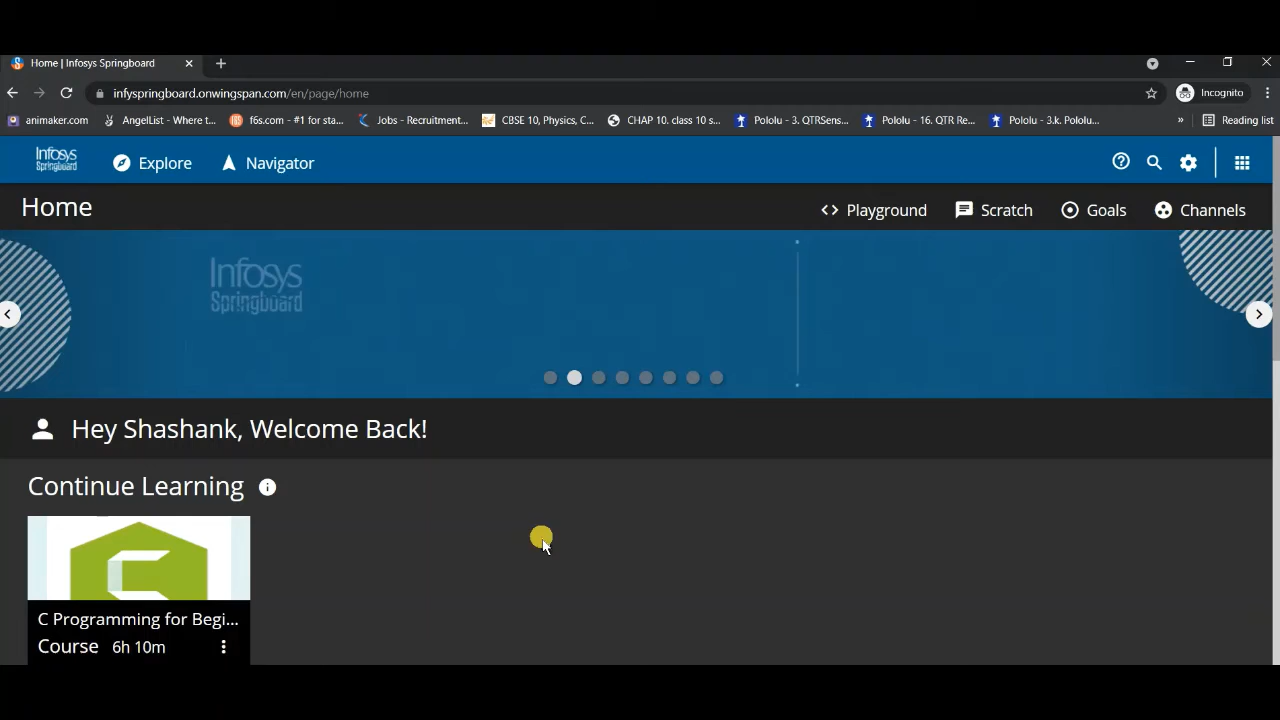 Home | Infosys Springboard
infyspringboard.onwingspan.com/en/page/home
Incognito
animaker.com
AngelList - Where t...
f6s.com - #1 for sta...
Jobs - Recruitment...
CBSE 10, Physics, C...
CHAP 10. class 10 s...
Pololu - 3. QTRSens...
Pololu - 16. QTR Re...
Pololu - 3.k. Pololu...
»
Reading list
Infosys
Springboard
Explore
Navigator
Home
Playground
Scratch
Goals
Channels
Infosys
Springboard
Hey Shashank, Welcome Back!
Continue Learning
C Programming for Begi...
Course 6h 10m